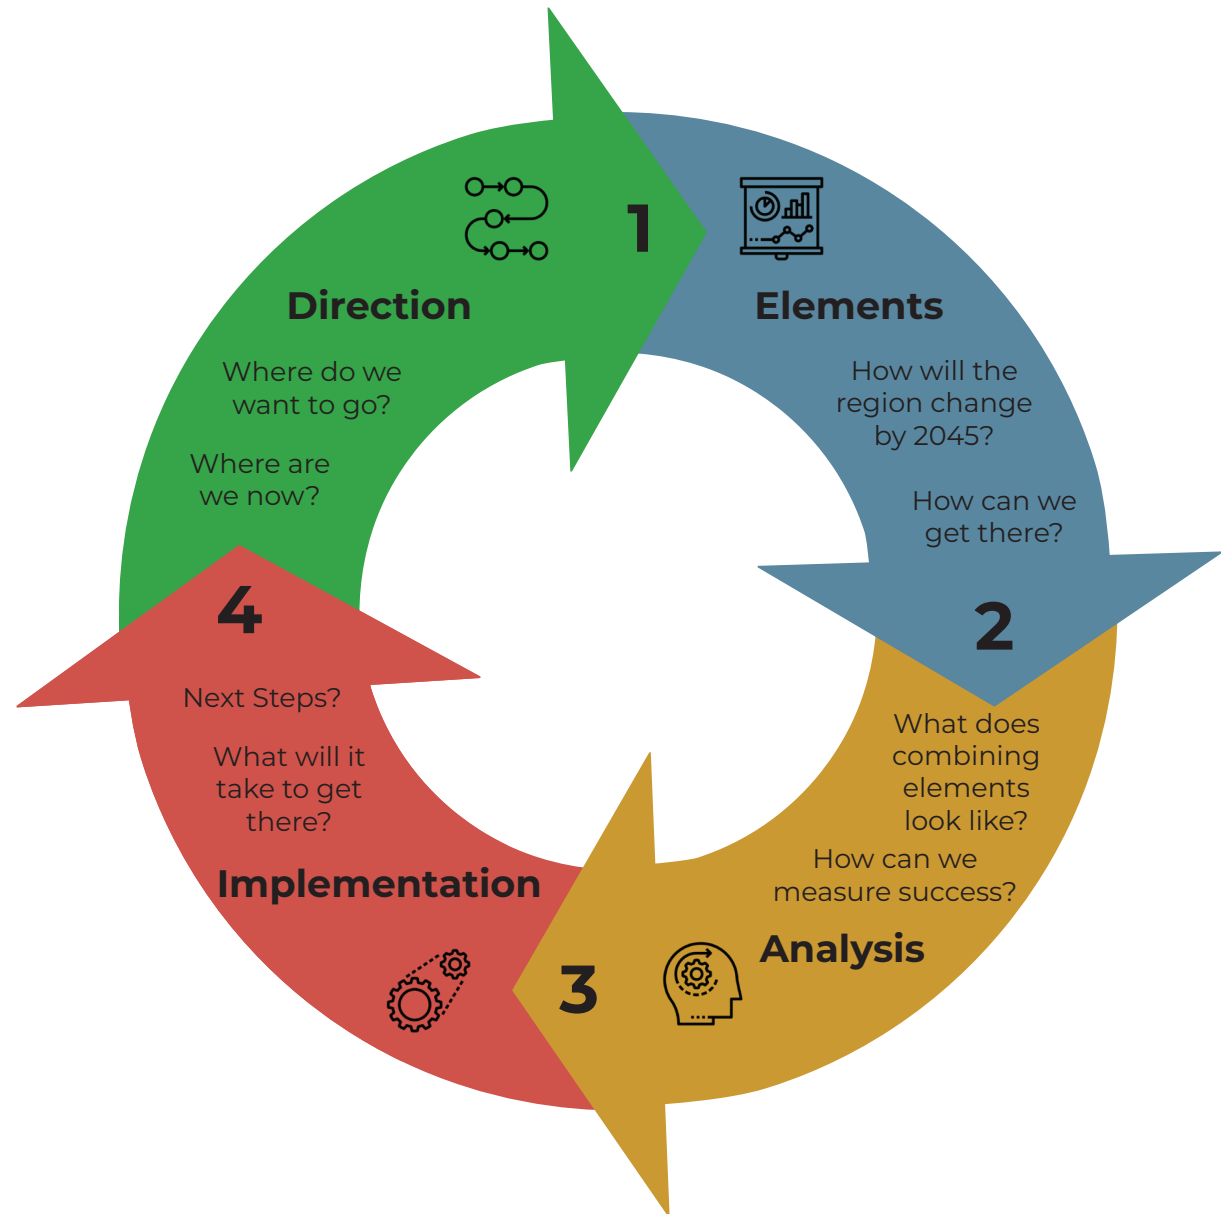 1
Direction
Where do we
want to go?
Where are
we now?
Elements
How will the
region change
by 2045?
How can we
get there?
2
What does
combining
elements
look like?
How can we
measure success?
Analysis
3
4
Next Steps?
What will it
take to get
there?
Implementation